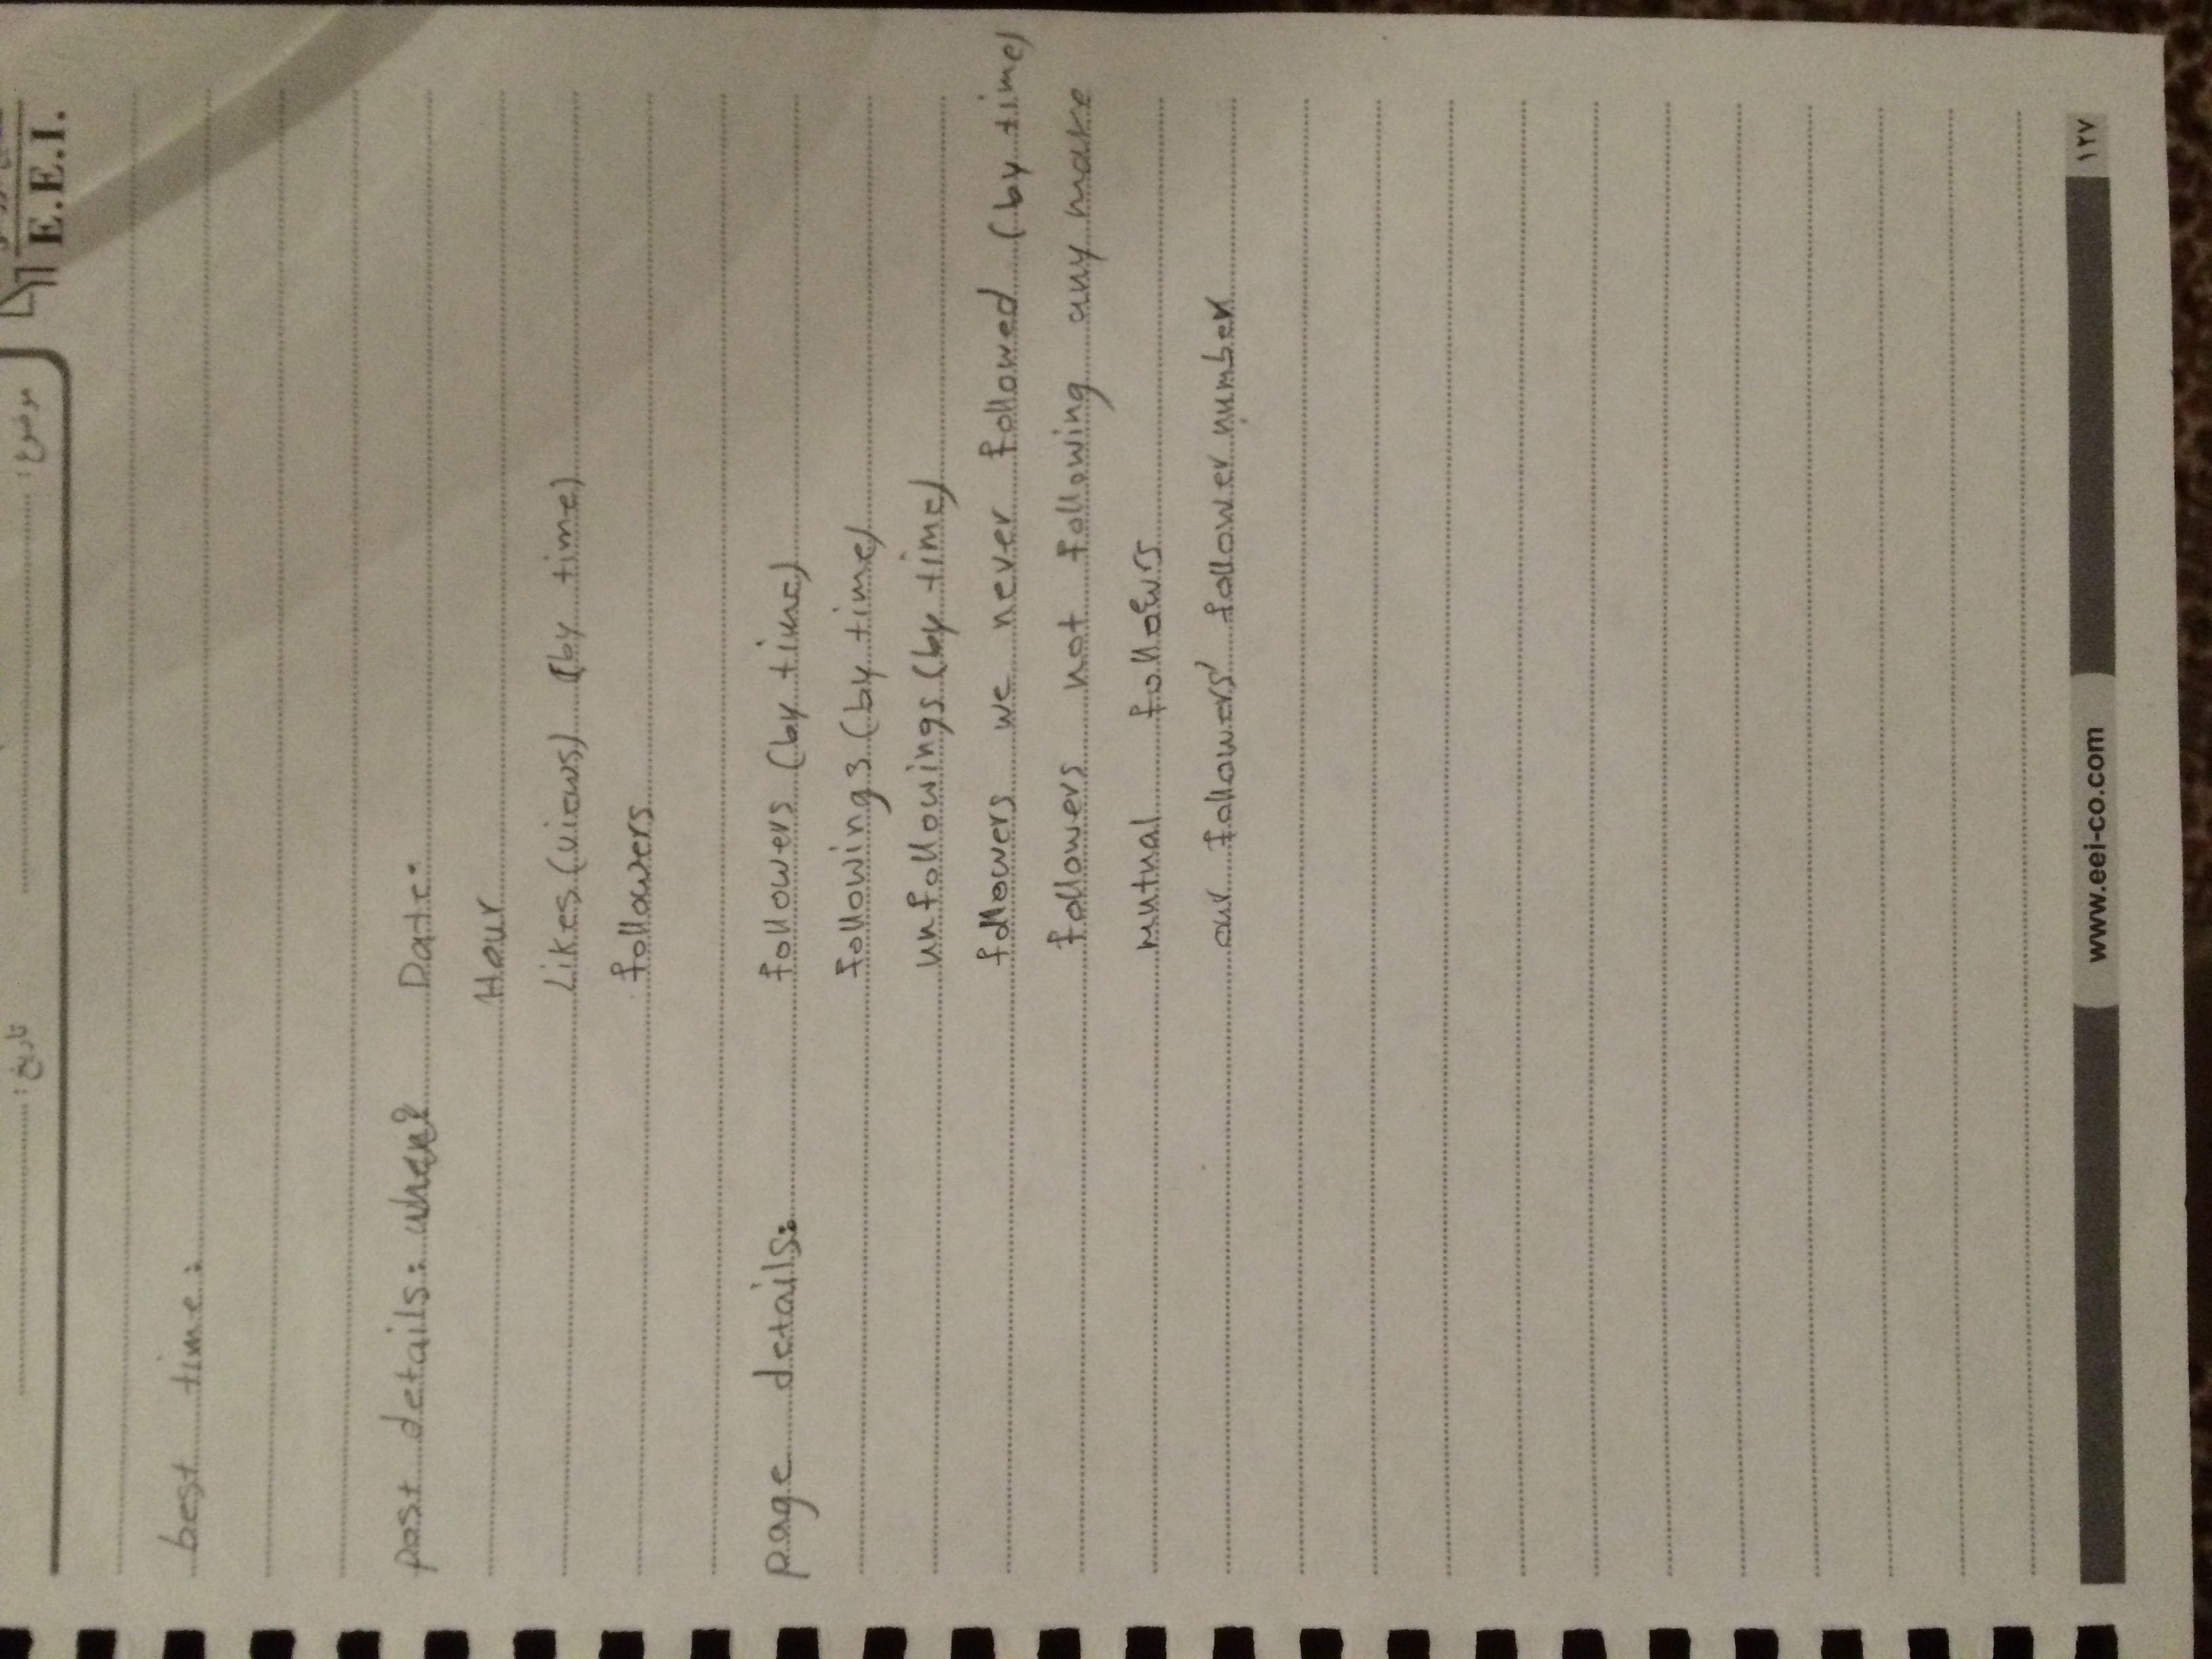 موضوع : تاریخ :
E.E.I.
best time:
post details: when? Date:
Hour
Likes (views) (by time)
followers
page details: followers (by time)
followings (by time)
unfollowings (by time)
followers we never followed (by time)
followers not following any more
mutual followrs
our followers' follower number
www.eei-co.com
۱۲۷